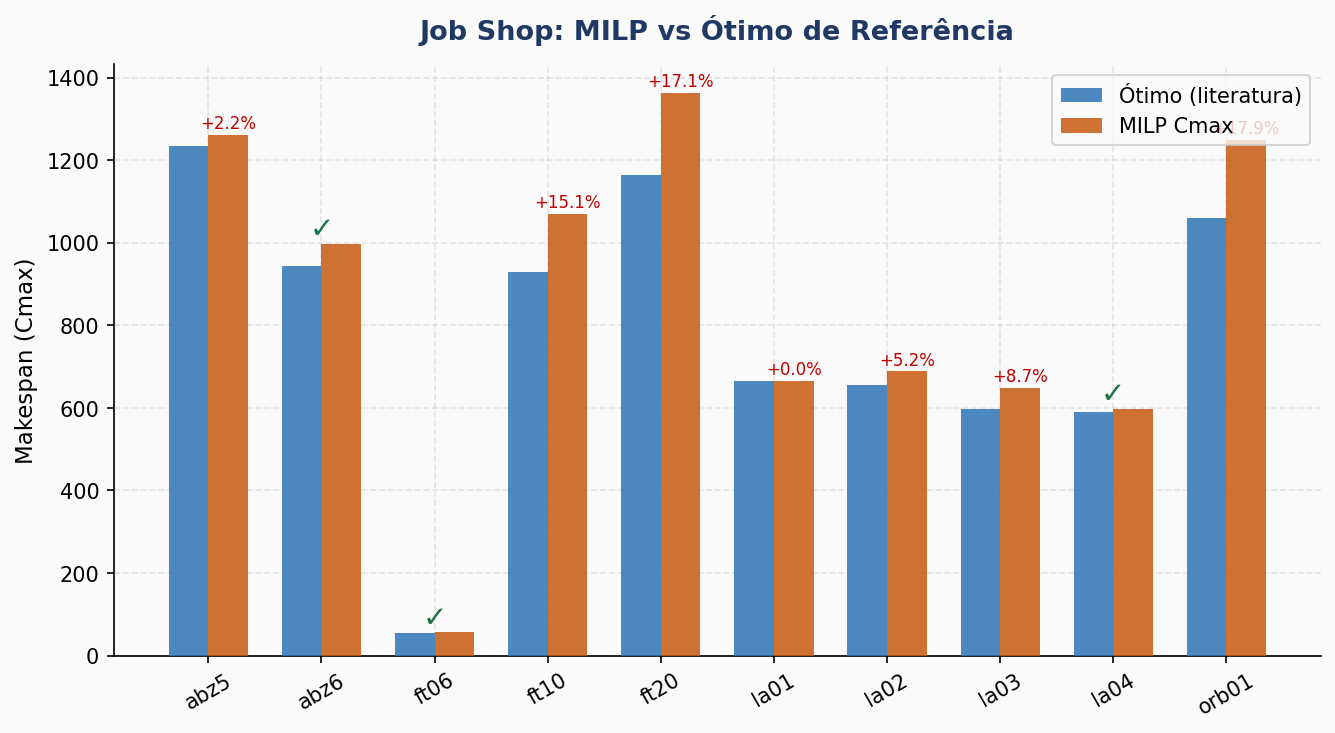 Job Shop: MILP vs Ótimo de Referência
Makespan (Cmax)
1400
1200
1000
800
600
400
200
0
Ótimo (literatura)
MILP Cmax
+2.2%
✓
✓
+15.1%
+17.1%
+0.0%
+5.2%
+8.7%
✓
17.9%
abz5
abz6
ft06
ft10
ft20
la01
la02
la03
la04
orb01